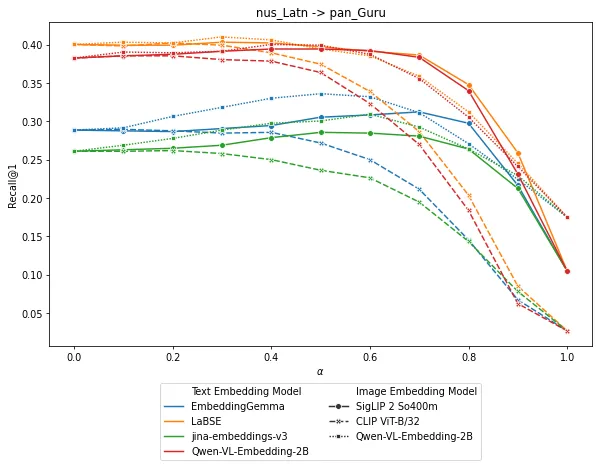 nus_Latn -> pan_Guru
Recall@1
0.40
0.35
0.30
0.25
0.20
0.15
0.10
0.05
0.0
0.2
0.4
0.6
0.8
1.0
α
Text Embedding Model
EmbeddingGemma
LaBSE
jina-embeddings-v3
Qwen-VL-Embedding-2B
Image Embedding Model
SigLIP 2 So400m
CLIP ViT-B/32
Qwen-VL-Embedding-2B